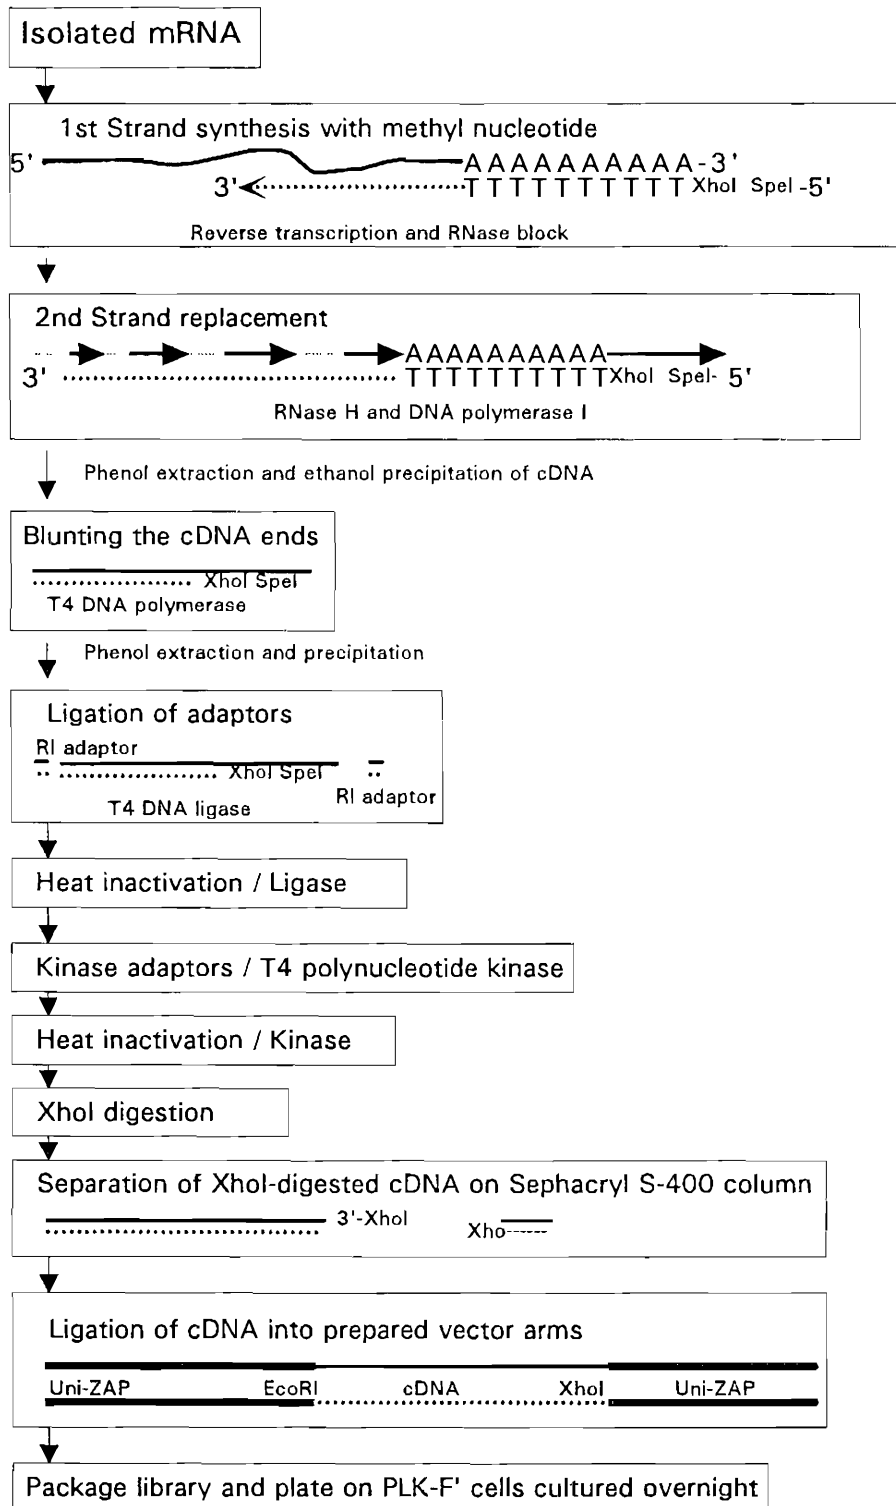 Isolated mRNA
1st Strand synthesis with methyl nucleotide
5' AAAAAAAAAA-3'
3' TTTTTTTTTT XhoI SpeI -5'
Reverse transcription and RNase block
2nd Strand replacement
AAAAAAAAAA
3' TTTTTTTTTTXhoI SpeI- 5'
RNase H and DNA polymerase I
Phenol extraction and ethanol precipitation of cDNA
Blunting the cDNA ends
XhoI SpeI
T4 DNA polymerase
Phenol extraction and precipitation
Ligation of adaptors
RI adaptor
XhoI SpeI
RI adaptor
T4 DNA ligase
Heat inactivation / Ligase
Kinase adaptors / T4 polynucleotide kinase
Heat inactivation / Kinase
XhoI digestion
Separation of XhoI-digested cDNA on Sephacryl S-400 column
3'-XhoI Xho
Ligation of cDNA into prepared vector arms
Uni-ZAP EcoRI cDNA XhoI Uni-ZAP
Package library and plate on PLK-F' cells cultured overnight